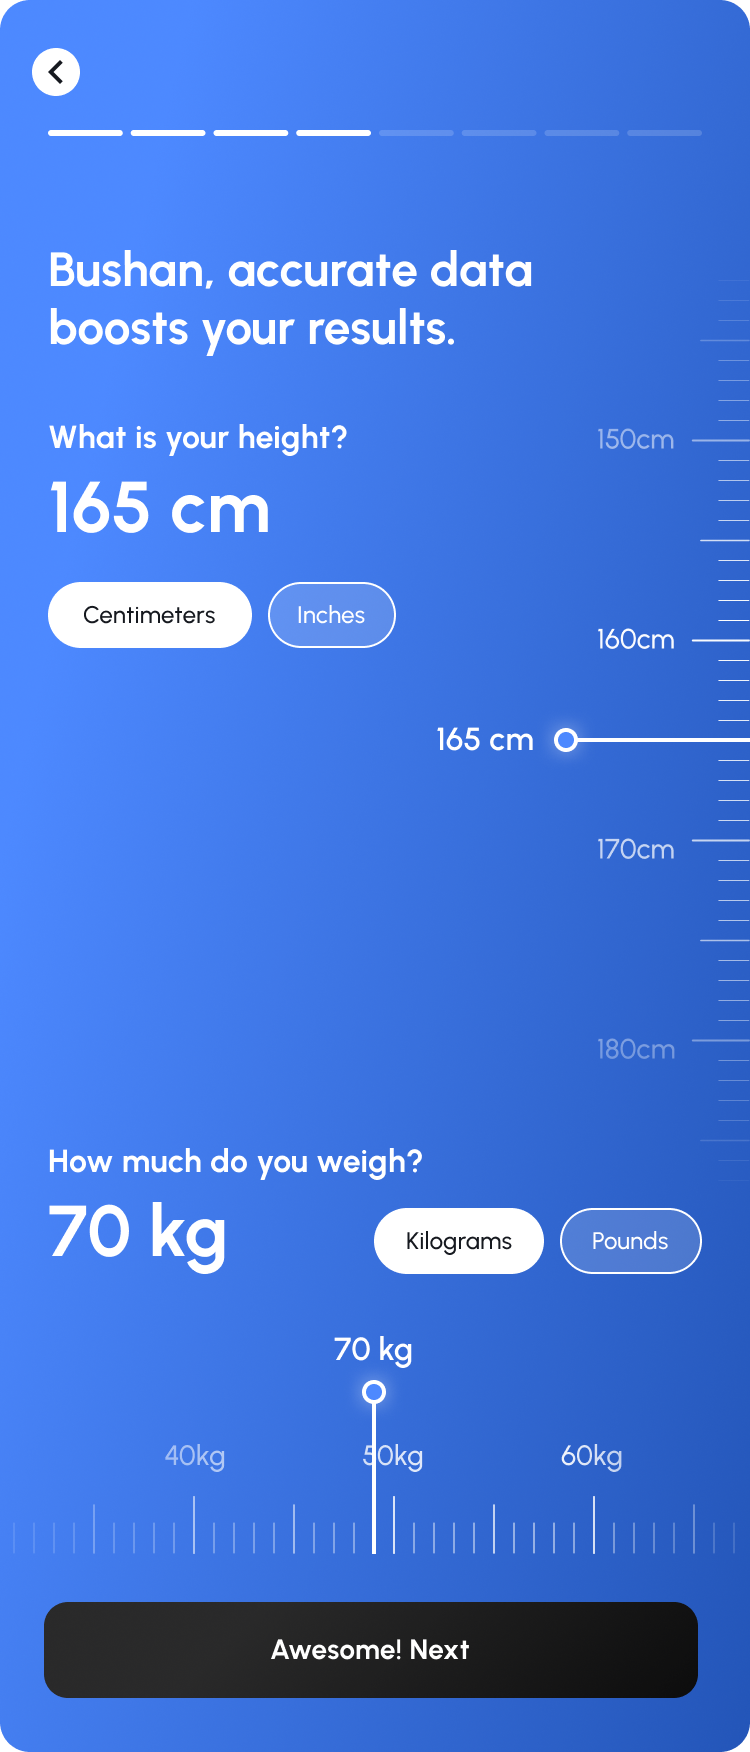 Bushan, accurate data
boosts your results.
What is your height?
165 cm
Centimeters
Inches
150cm
160cm
165 cm
170cm
180cm
How much do you weigh?
70 kg
Kilograms
Pounds
70 kg
40kg
50kg
60kg
Awesome! Next